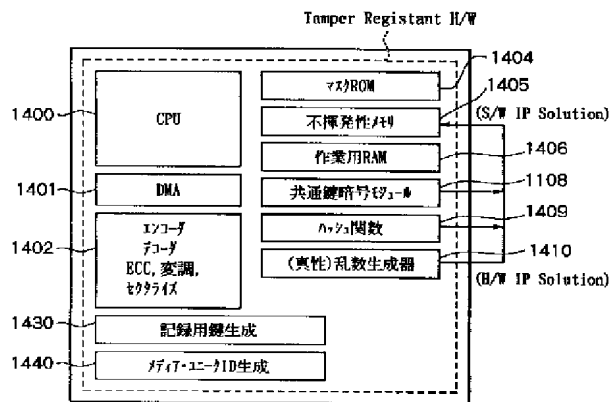 Tamper Registant H/W
1404
マスクROM
1405
1400
CPU
不揮発性メモリ
(S/W IP Solution)
作業用RAM
1406
1401
DMA
共通鍵暗号モジュール
1108
1402
エンコーダ
デコーダ
ECC, 変調,
セクタライズ
ハッシュ関数
1409
(真性)乱数生成器
1410
(H/W IP Solution)
1430
記録用鍵生成
1440
メディア・ユニークID生成